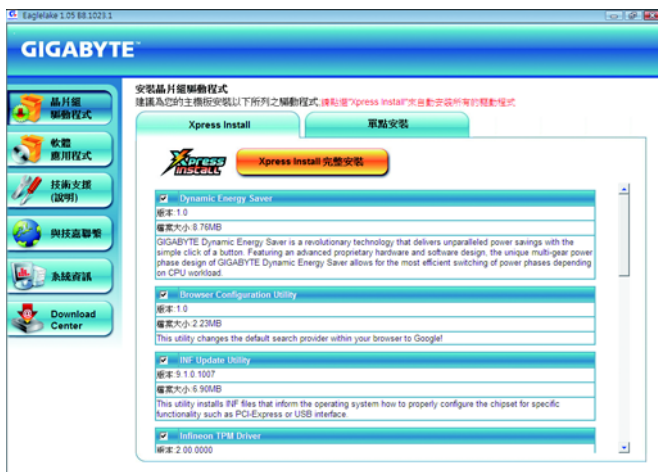 Eaglelake 1.05 B8.1023.1
GIGABYTE™
安裝晶片組驅動程式
建議為您的主機板安裝以下所列之驅動程式,請點選"Xpress Install"來自動安裝所有的驅動程式
晶片組
驅動程式
軟體
應用程式
技術支援
(說明)
與技嘉聯繫
系統資訊
Download
Center
Xpress Install
單點安裝
Xpress
INSTALL
Xpress Install 完整安裝
Dynamic Energy Saver
版本:1.0
檔案大小:8.76MB
GIGABYTE Dynamic Energy Saver is a revolutionary technology that delivers unparalleled power savings with the
simple click of a button. Featuring an advanced proprietary hardware and software design, the unique multi-gear power
phase design of GIGABYTE Dynamic Energy Saver allows for the most efficient switching of power phases depending
on CPU workload.
Browser Configuration Utility
版本:1.0
檔案大小:2.23MB
This utility changes the default search provider within your browser to Google!
INF Update Utility
版本:9.1.0.1007
檔案大小:6.90MB
This utility installs INF files that inform the operating system how to properly configure the chipset for specific
functionality such as PCI-Express or USB interface.
Infineon TPM Driver
版本:2.00.0000